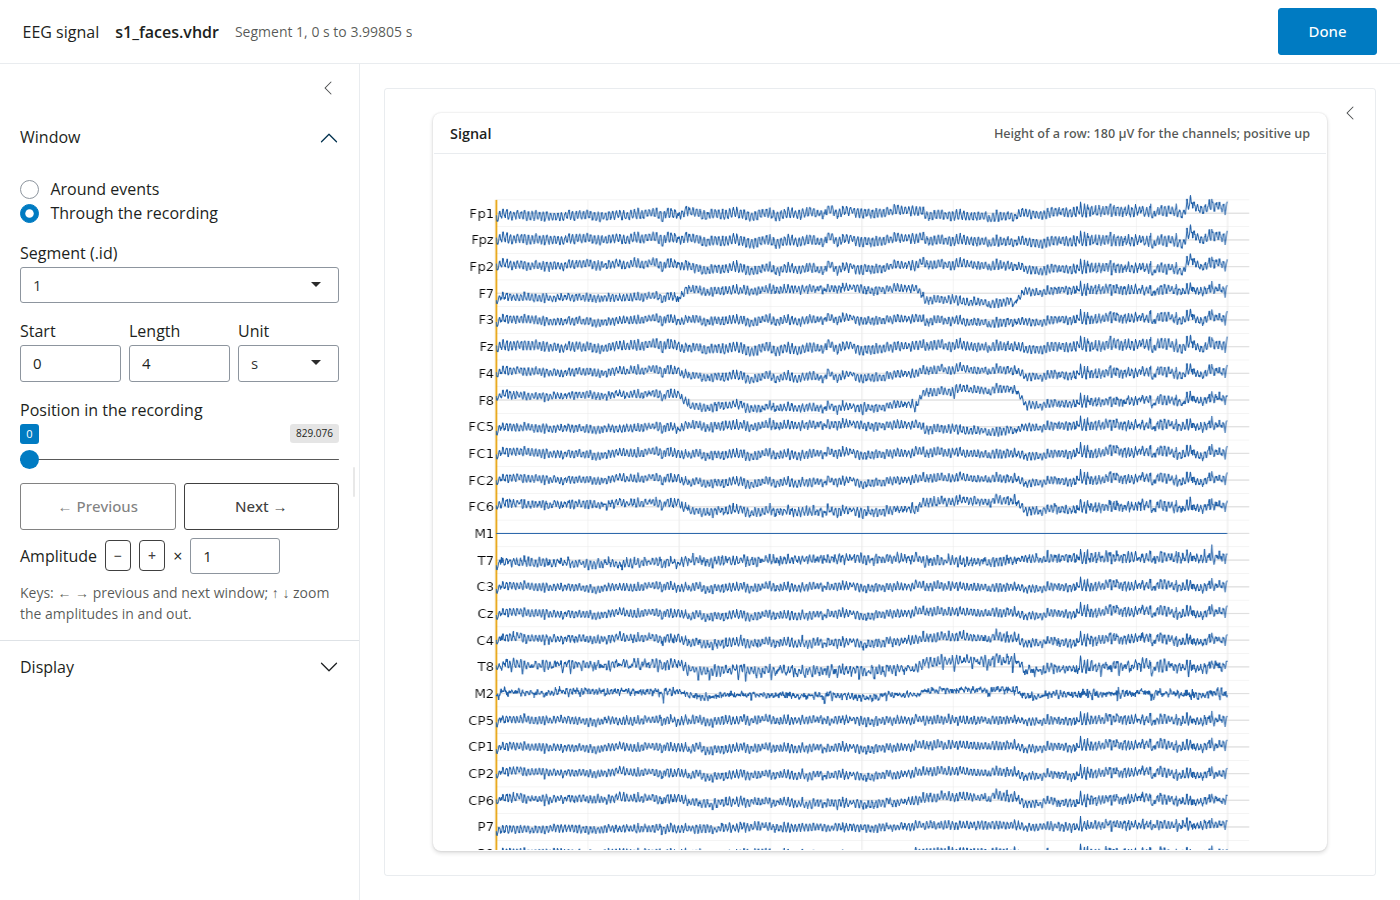 EEG signal s1_faces.vhdr Segment 1, 0 s to 3.99805 s
Done
Window
Around events
Through the recording
Segment (.id)
1
Start Length Unit
0 4 s
Position in the recording
0 829.076
← Previous Next →
Amplitude − + × 1
Keys: ← → previous and next window; ↑ ↓ zoom
the amplitudes in and out.
Display
Signal Height of a row: 180 µV for the channels; positive up
Fp1
Fpz
Fp2
F7
F3
Fz
F4
F8
FC5
FC1
FC2
FC6
M1
T7
C3
Cz
C4
T8
M2
CP5
CP1
CP2
CP6
P7